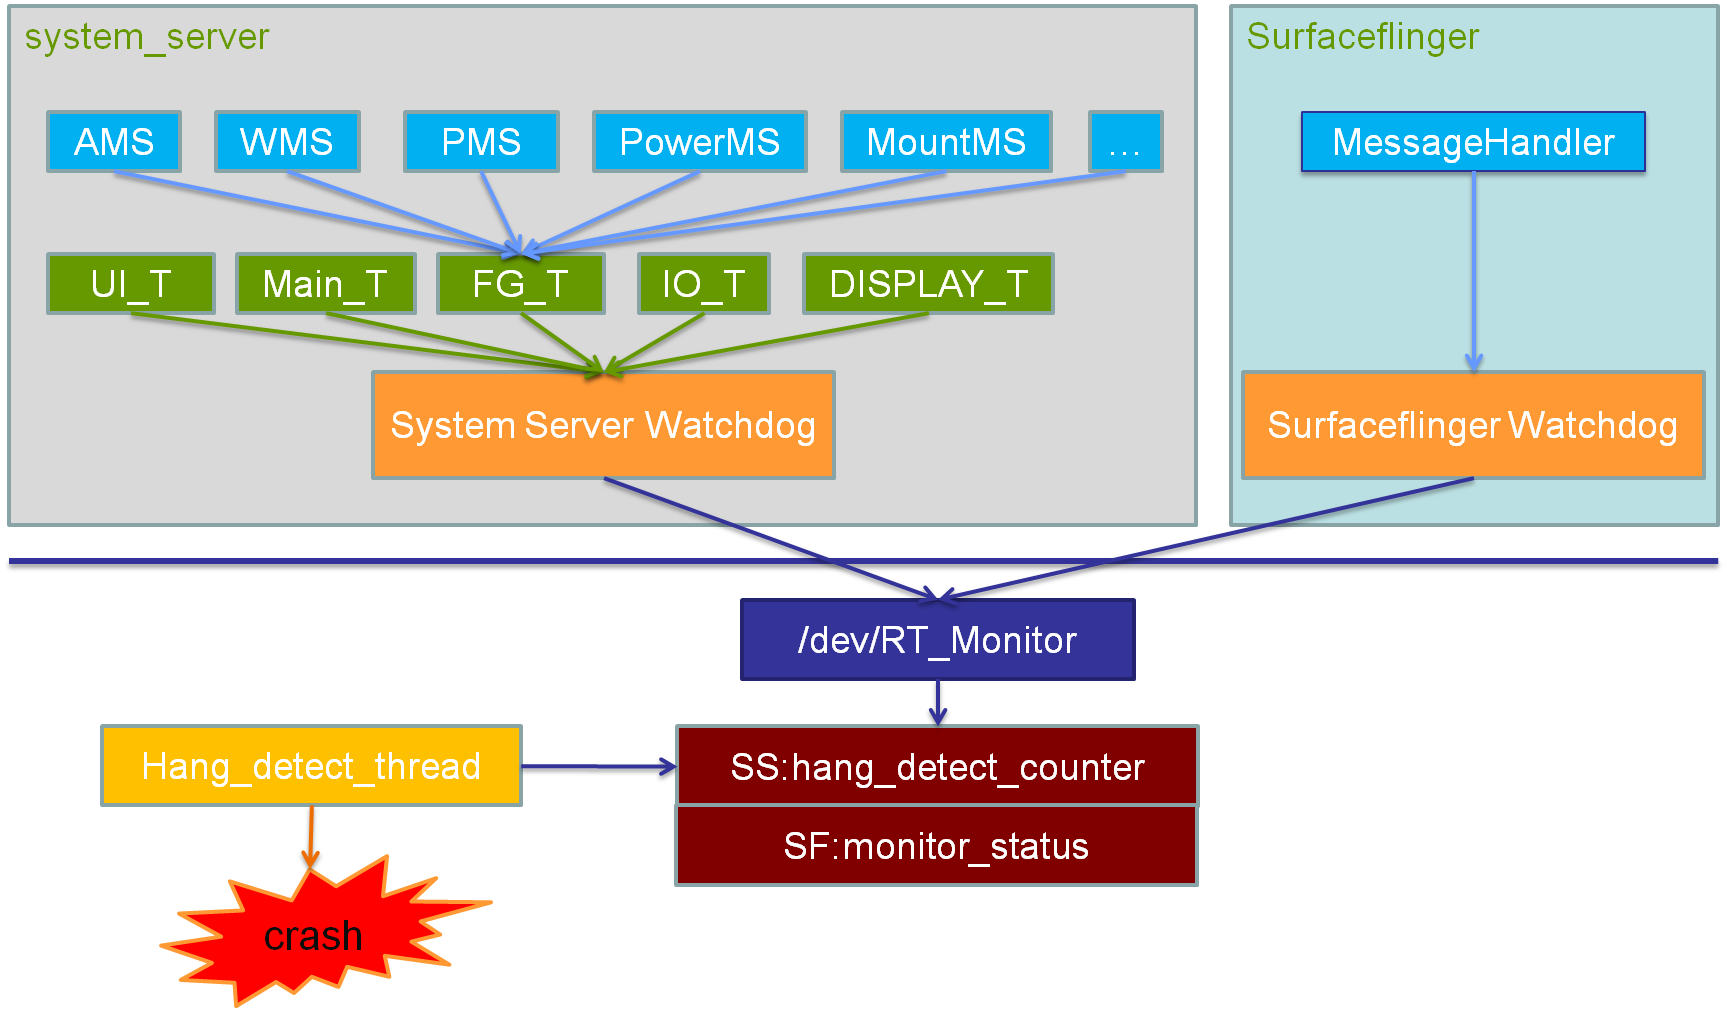 system_server
Surfaceflinger
AMS
WMS
PMS
PowerMS
MountMS
...
MessageHandler
UI_T
Main_T
FG_T
IO_T
DISPLAY_T
System Server Watchdog
Surfaceflinger Watchdog
/dev/RT_Monitor
Hang_detect_thread
SS:hang_detect_counter
SF:monitor_status
crash